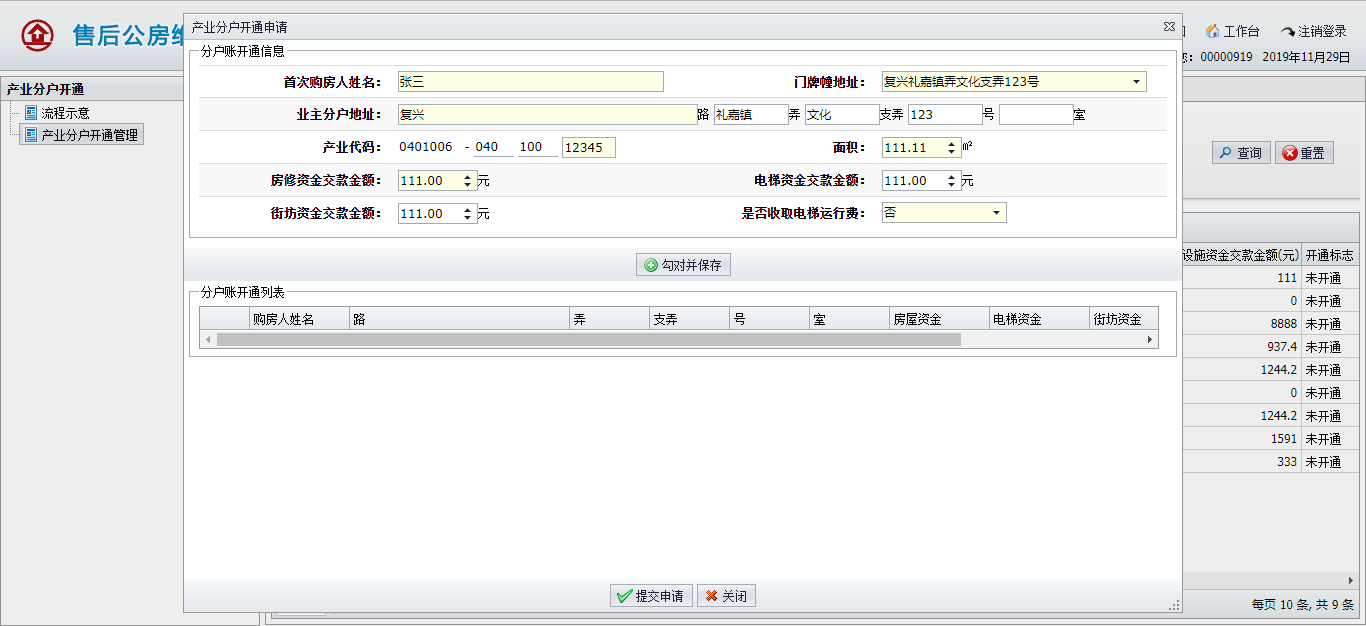 售后公房维
工作台 注销登录
00000919 2019年11月29日
产业分户开通
流程示意
产业分户开通管理
产业分户开通申请
分户账开通信息
首次购房人姓名： 张三 门牌幢地址： 复兴礼嘉镇弄文化支弄123号
业主分户地址： 复兴 路 礼嘉镇 弄 文化 支弄 123 号 室
产业代码： 0401006 - 040 100 12345 面积： 111.11 ㎡
房修资金交款金额： 111.00 元 电梯资金交款金额： 111.00 元
街坊资金交款金额： 111.00 元 是否收取电梯运行费： 否
勾对并保存
分户账开通列表
购房人姓名 路 弄 支弄 号 室 房屋资金 电梯资金 街坊资金
提交申请 关闭
查询 重置
设施资金交款金额(元) 开通标志
111 未开通
0 未开通
8888 未开通
937.4 未开通
1244.2 未开通
0 未开通
1244.2 未开通
1591 未开通
333 未开通
每页 10 条, 共 9 条